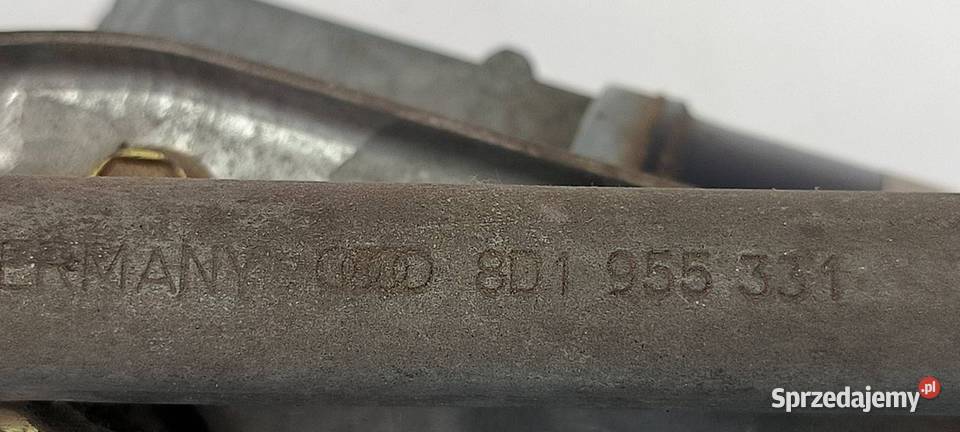 ERMANY 8D1 955 331
Sprzedajemy.pl